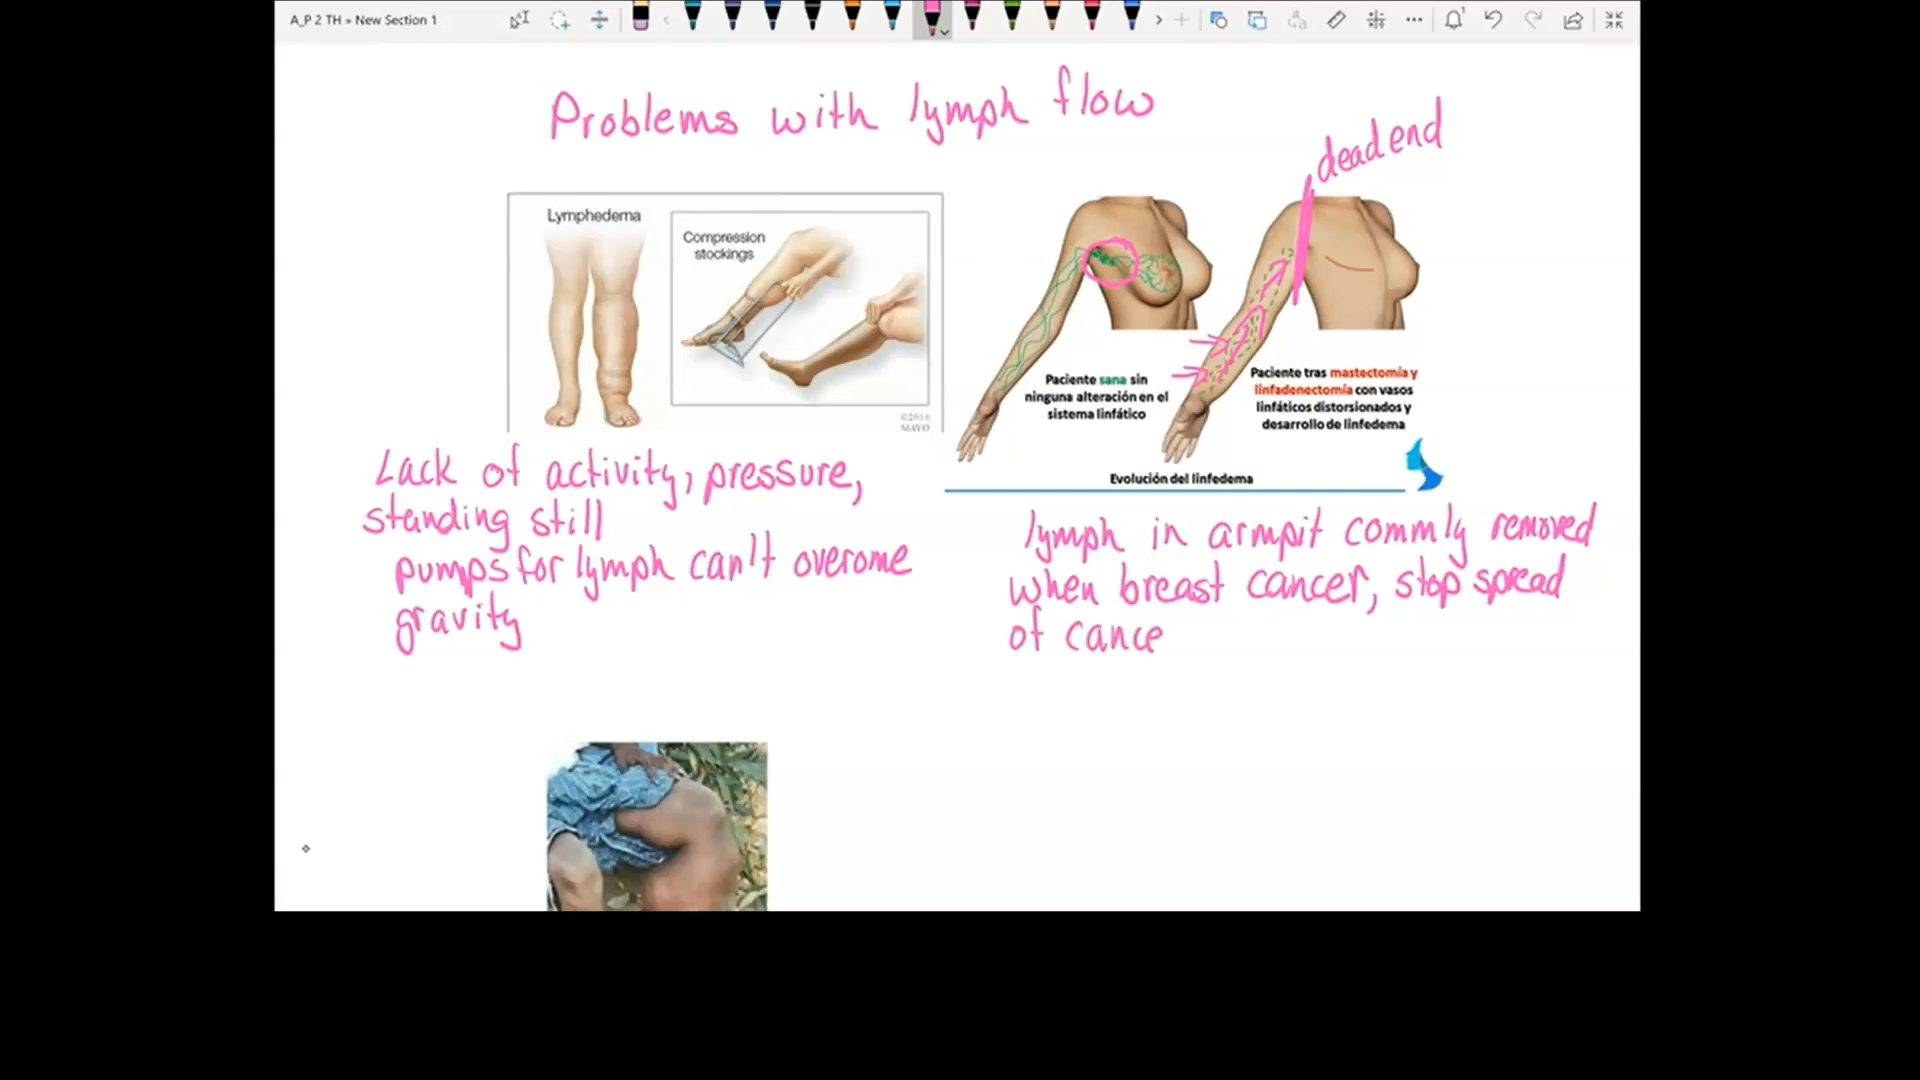 A_P 2 TH » New Section 1
Problems with lymph flow
dead end
Lymphedema
Compression
stockings
©2016
MAYO
Paciente sana sin
ninguna alteración en el
sistema linfático
Paciente tras mastectomía y
linfadenectomía con vasos
linfáticos distorsionados y
desarrollo de linfedema
Evolución del linfedema
Lack of activity, pressure,
standing still
pumps for lymph can't overome
gravity
lymph in armpit commly removed
when breast cancer, stop spread
of cance